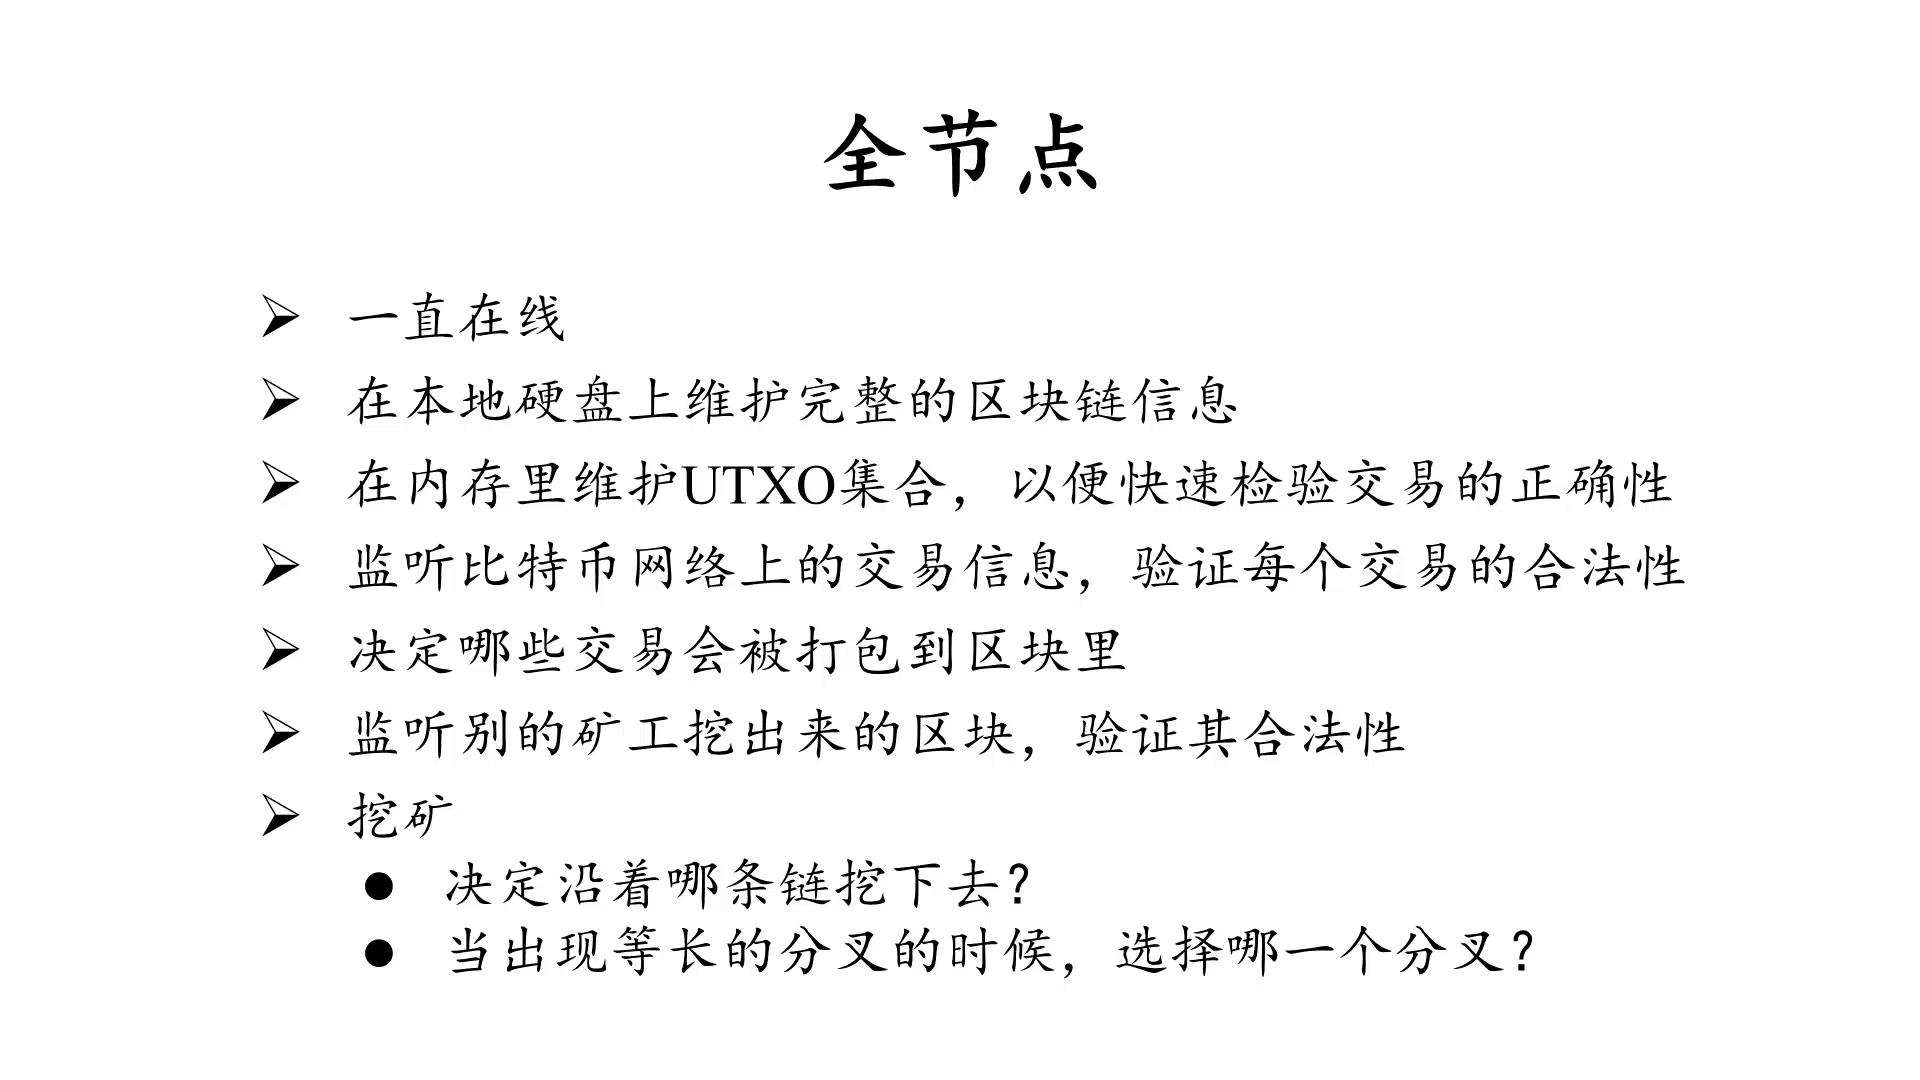 全节点
一直在线
在本地硬盘上维护完整的区块链信息
在内存里维护UTXO集合，以便快速检验交易的正确性
监听比特币网络上的交易信息，验证每个交易的合法性
决定哪些交易会被打包到区块里
监听别的矿工挖出来的区块，验证其合法性
挖矿
决定沿着哪条链挖下去？
当出现等长的分叉的时候，选择哪一个分叉？